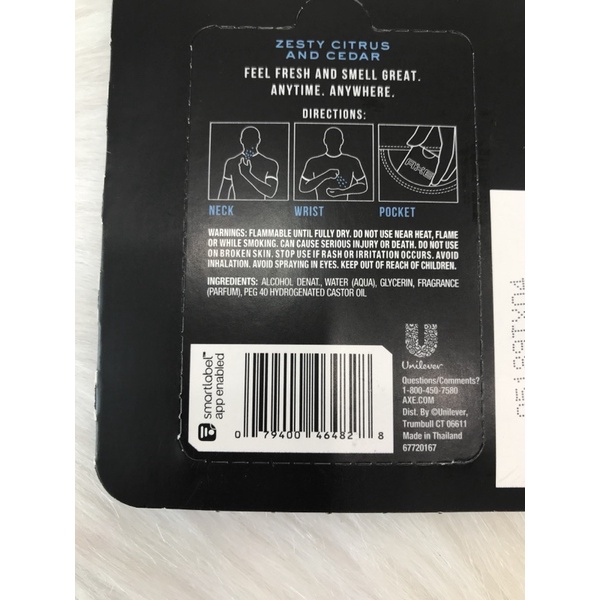 ZESTY CITRUS
AND CEDAR
FEEL FRESH AND SMELL GREAT.
ANYTIME. ANYWHERE.
DIRECTIONS:
AXE
NECK
WRIST
POCKET
WARNINGS: FLAMMABLE UNTIL FULLY DRY. DO NOT USE NEAR HEAT, FLAME
OR WHILE SMOKING. CAN CAUSE SERIOUS INJURY OR DEATH. DO NOT USE
ON BROKEN SKIN. STOP USE IF RASH OR IRRITATION OCCURS. AVOID
INHALATION. AVOID SPRAYING IN EYES. KEEP OUT OF REACH OF CHILDREN.
INGREDIENTS: ALCOHOL DENAT., WATER (AQUA), GLYCERIN, FRAGRANCE
(PARFUM), PEG 40 HYDROGENATED CASTOR OIL
Unilever
smartlabel™
app enabled
0 79400 46482 8
Questions/Comments?
1-800-450-7580
AXE.COM
Dist. By ©Unilever,
Trumbull CT 06611
Made in Thailand
67720167